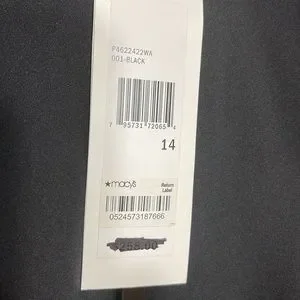 P4622422WA
001-BLACK
7 95731 72065 4
14
★macy's
Return
Label
0524573187666